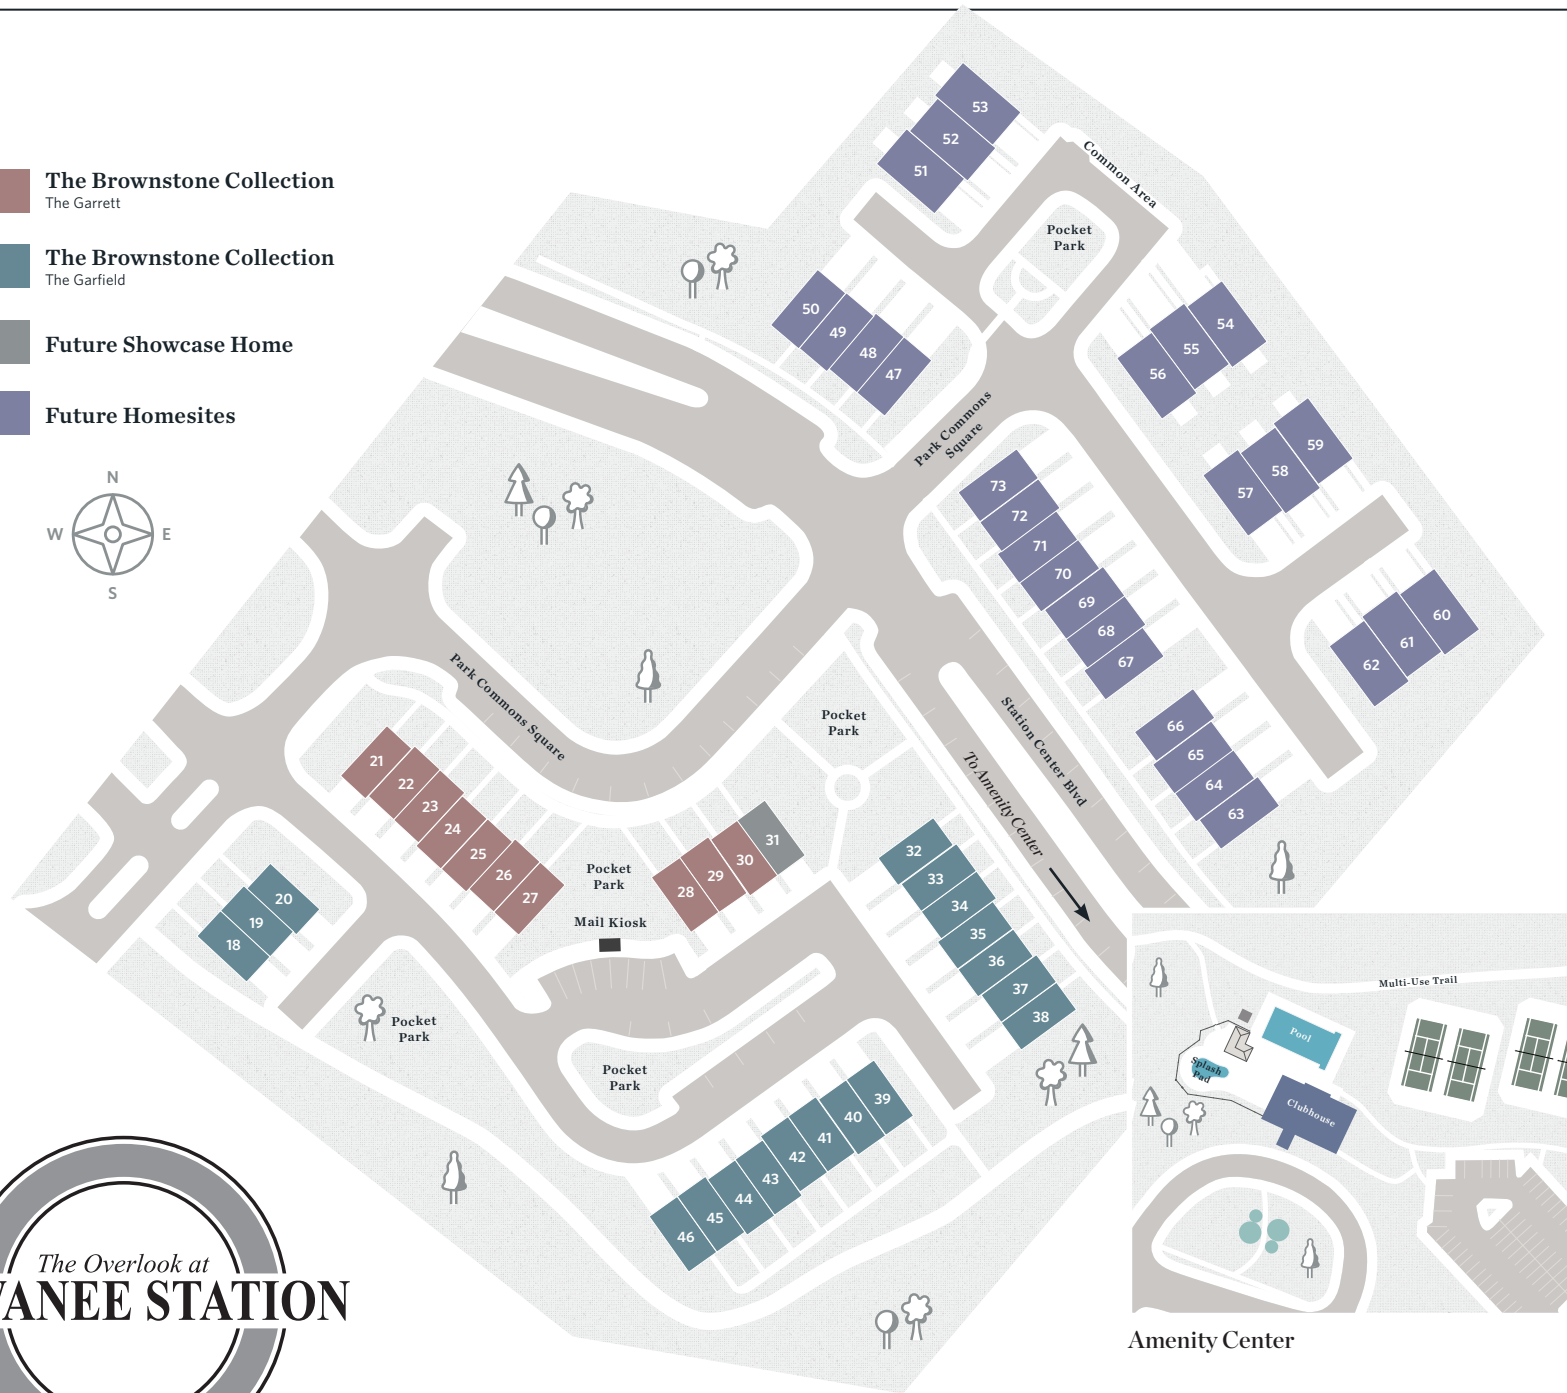 The Brownstone Collection
The Garrett
The Brownstone Collection
The Garfield
Future Showcase Home
Future Homesites
N
W
E
S
53
52
51
Common Area
Pocket
Park
50
49
48
47
54
55
56
Park Commons
Square
59
58
57
73
72
71
70
69
68
67
60
61
62
66
65
64
63
Park Commons Square
Pocket
Park
Station Center Blvd
To Amenity Center
21
22
23
24
25
26
27
28
29
30
31
Pocket
Park
Mail Kiosk
32
33
34
35
36
37
38
20
19
18
Pocket
Park
Pocket
Park
39
40
41
42
43
44
45
46
Multi-Use Trail
Pool
Splash
Pad
Clubhouse
Amenity Center
The Overlook at
VANEE STATION